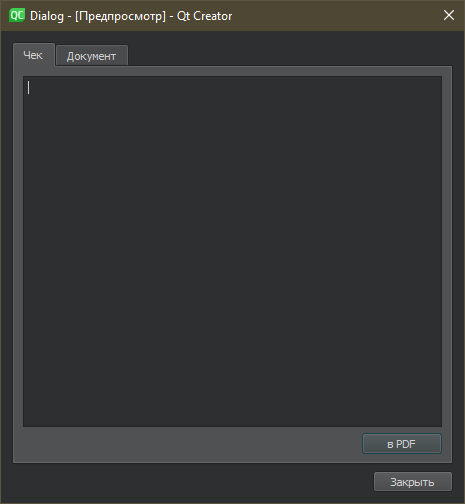 QC Dialog - [Предпросмотр] - Qt Creator
Чек Документ
в PDF
Закрыть